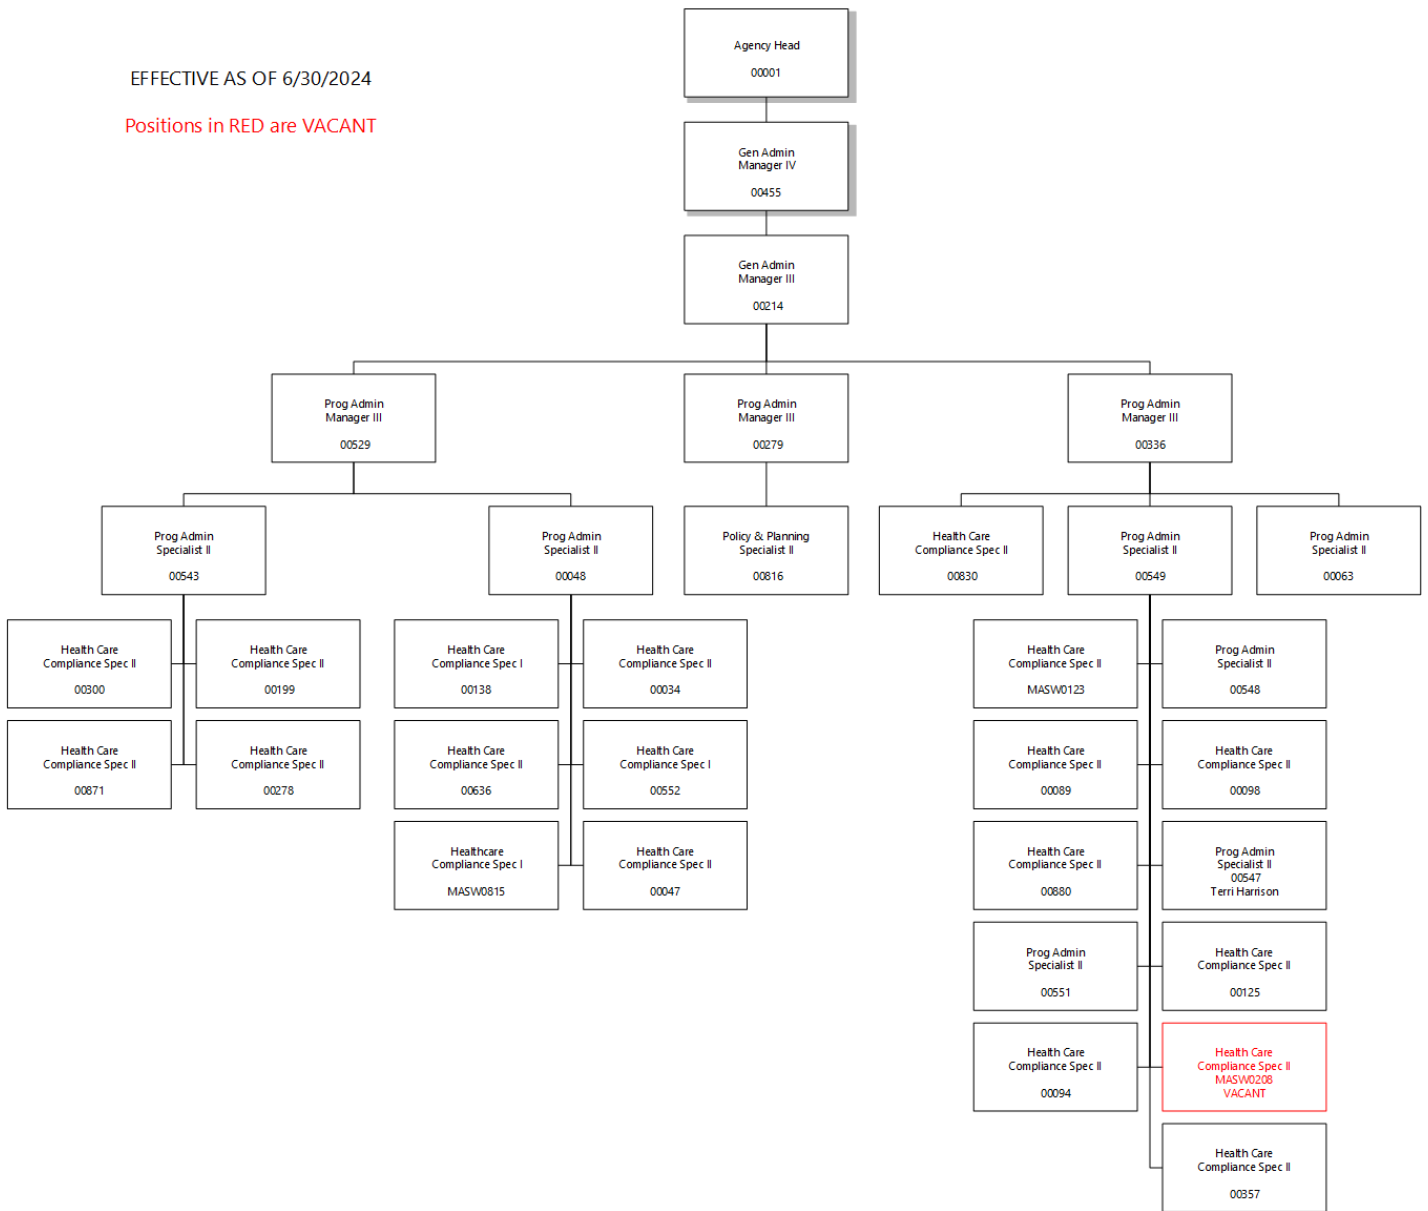 EFFECTIVE AS OF 6/30/2024
Positions in RED are VACANT
Agency Head
00001
Gen Admin
Manager IV
00455
Gen Admin
Manager III
00214
Prog Admin
Manager III
00529
Prog Admin
Manager III
00279
Prog Admin
Manager III
00336
Prog Admin
Specialist II
00543
Prog Admin
Specialist II
00048
Policy & Planning
Specialist II
00816
Health Care
Compliance Spec II
00830
Prog Admin
Specialist II
00549
Prog Admin
Specialist II
00063
Health Care
Compliance Spec II
00300
Health Care
Compliance Spec II
00199
Health Care
Compliance Spec I
00138
Health Care
Compliance Spec II
00034
Health Care
Compliance Spec II
MASW0123
Prog Admin
Specialist II
00548
Health Care
Compliance Spec II
00871
Health Care
Compliance Spec II
00278
Health Care
Compliance Spec II
00636
Health Care
Compliance Spec I
00552
Health Care
Compliance Spec II
00089
Health Care
Compliance Spec II
00098
Healthcare
Compliance Spec I
MASW0815
Health Care
Compliance Spec II
00047
Health Care
Compliance Spec II
00880
Prog Admin
Specialist II
00547
Terri Harrison
Prog Admin
Specialist II
00551
Health Care
Compliance Spec II
00125
Health Care
Compliance Spec II
00094
Health Care
Compliance Spec II
MASW0208
VACANT
Health Care
Compliance Spec II
00357